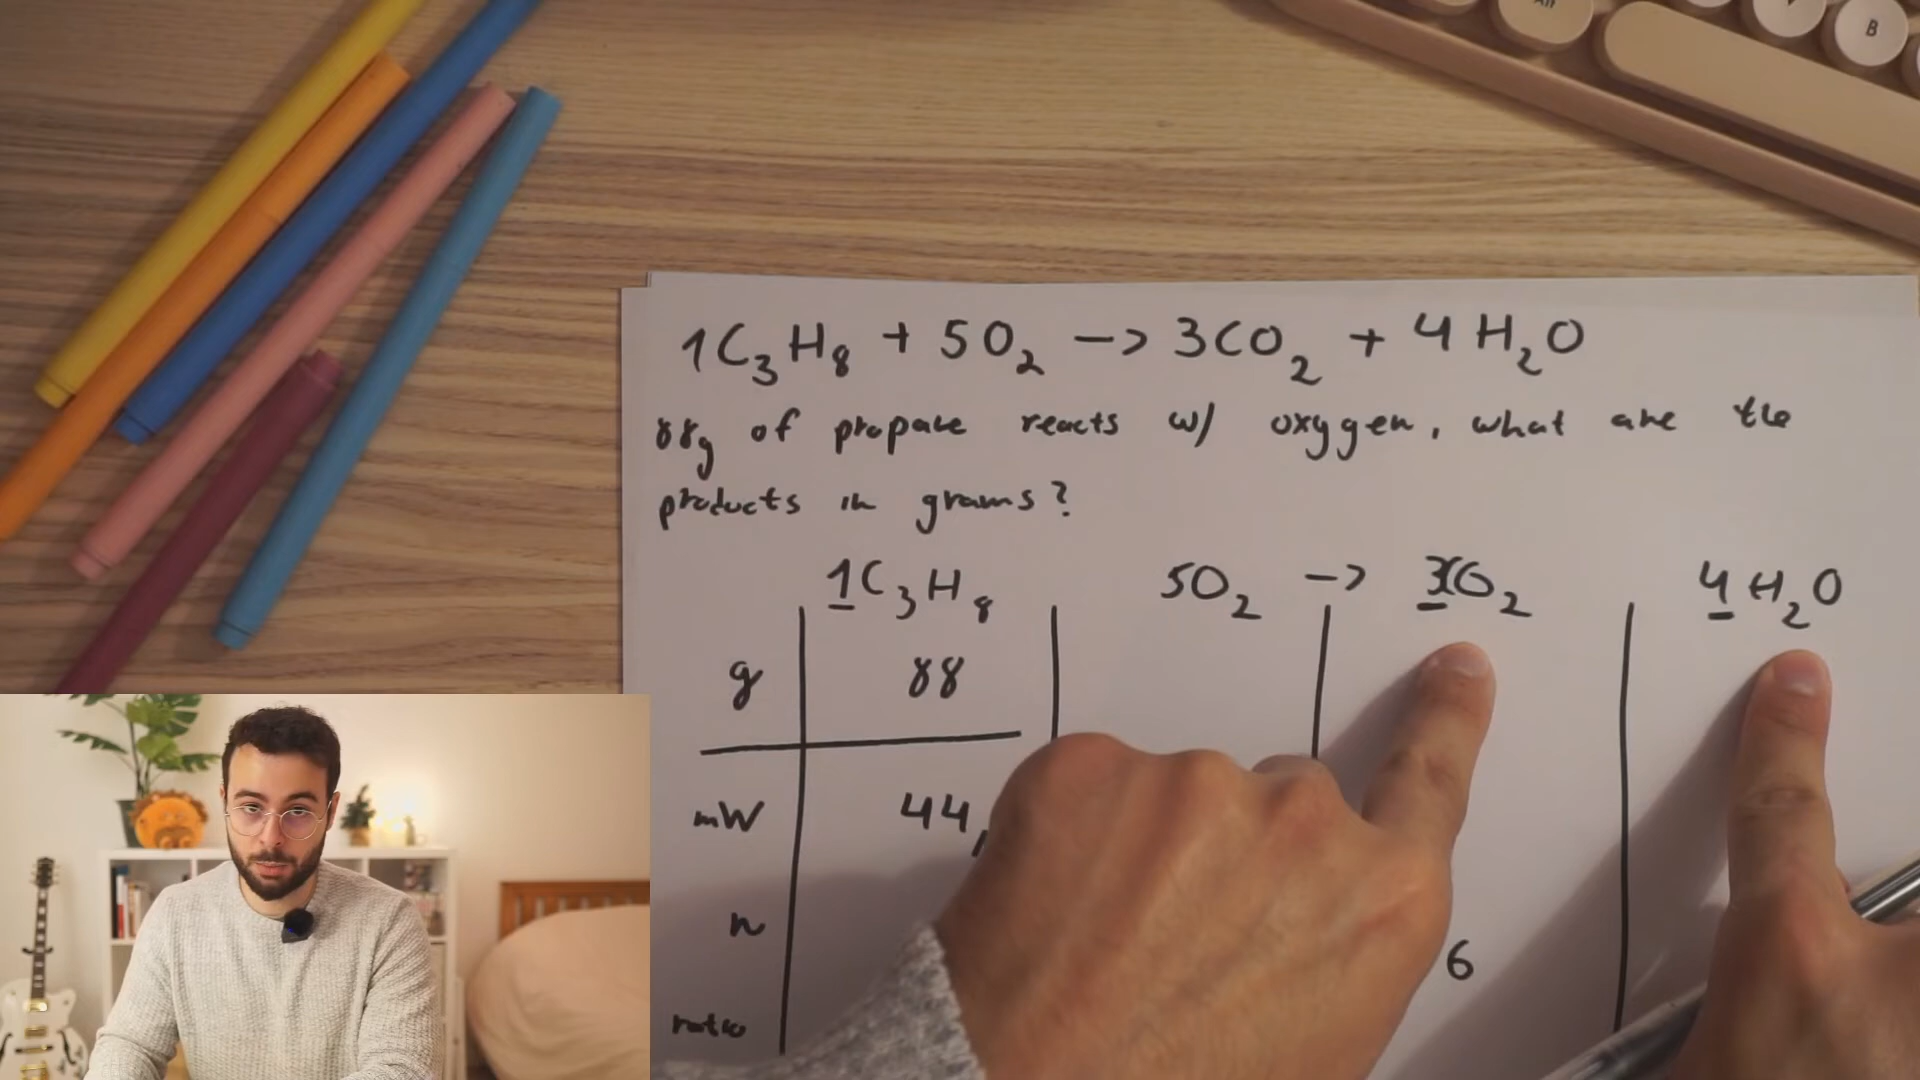 1C₃H₈ + 5O₂ -> 3CO₂ + 4H₂O
88g of propane reacts w/ oxygen, what are the
products in grams?
1C₃H₈ 5O₂ -> 3CO₂ 4H₂O
g 88
mW 44,
n 6
ratio
B